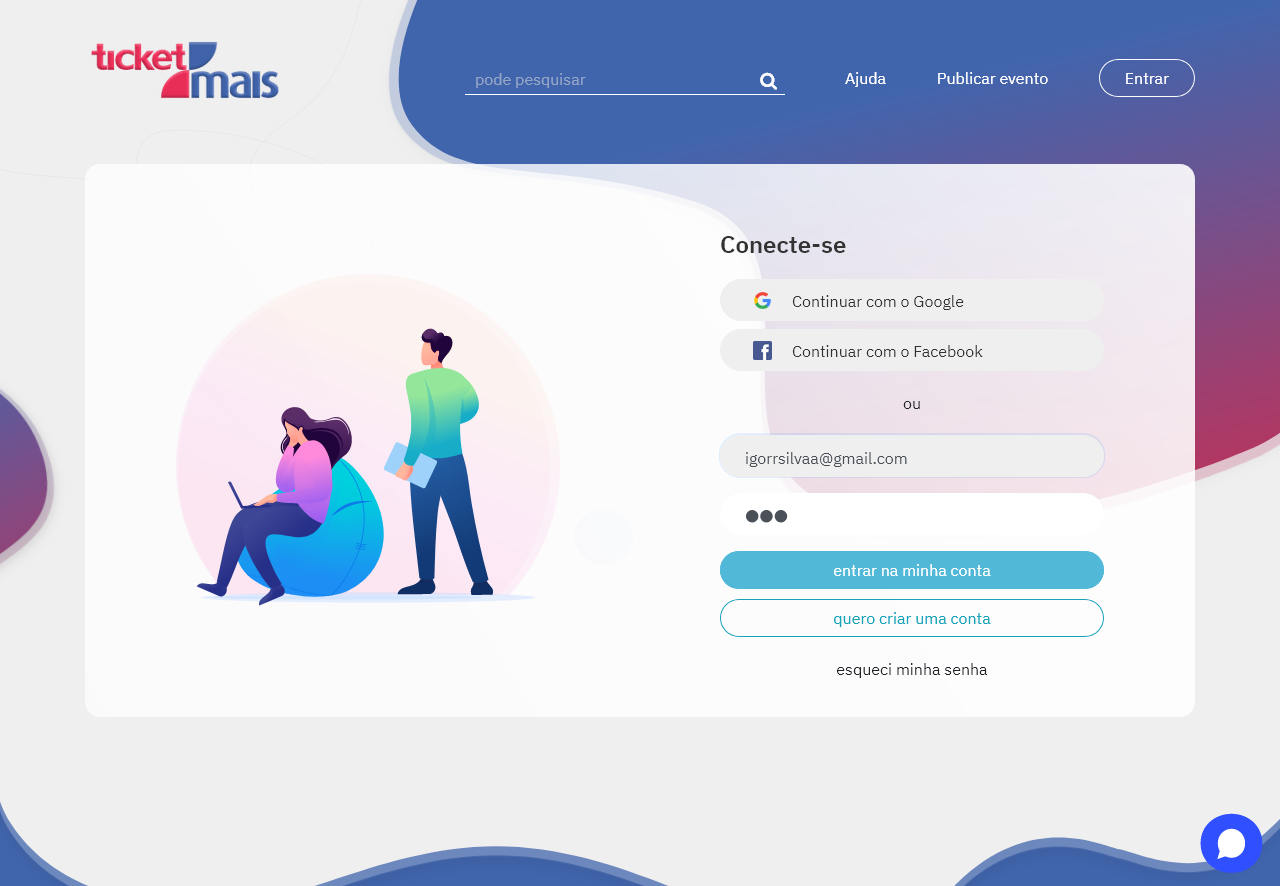 ticket
mais
pode pesquisar
Ajuda
Publicar evento
Entrar
Conecte-se
Continuar com o Google
Continuar com o Facebook
ou
igorrsilvaa@gmail.com
●●●
entrar na minha conta
quero criar uma conta
esqueci minha senha